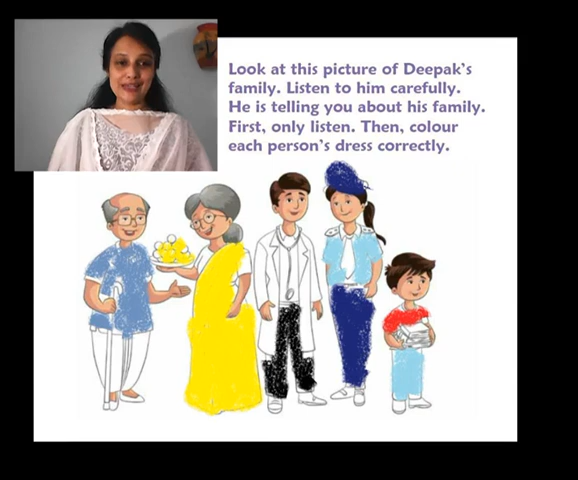 Look at this picture of Deepak's
family. Listen to him carefully.
He is telling you about his family.
First, only listen. Then, colour
each person's dress correctly.